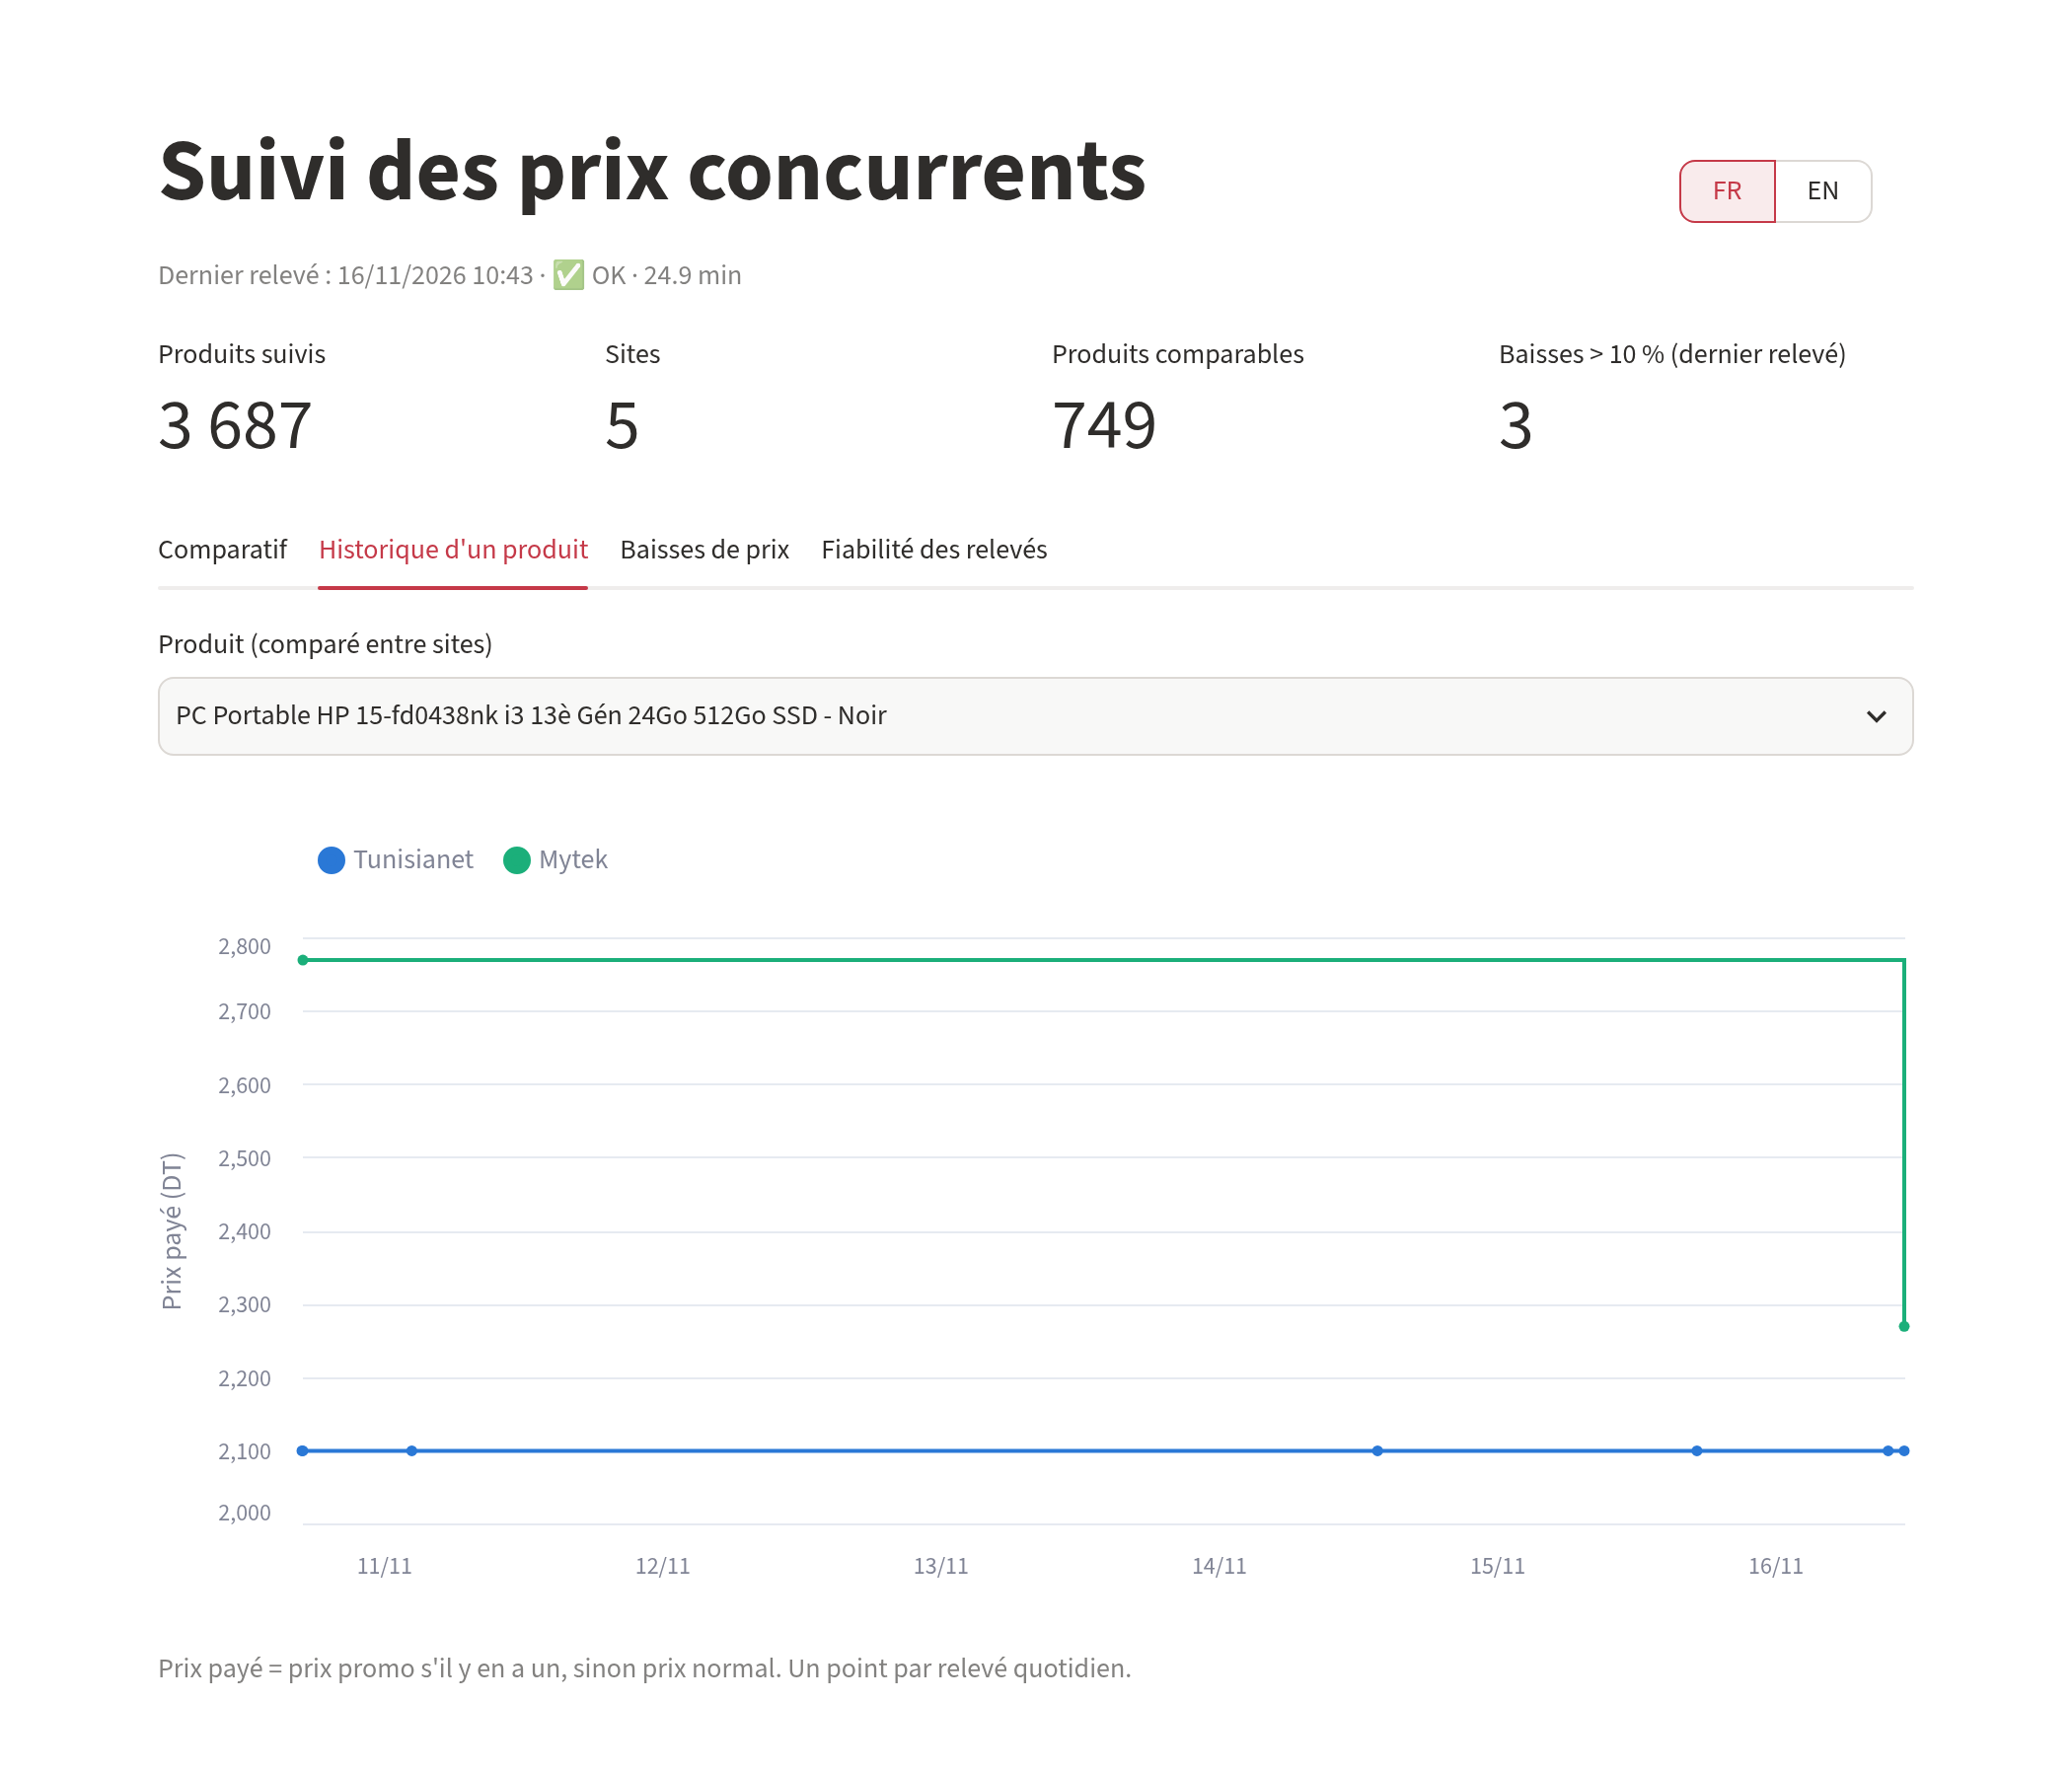 Suivi des prix concurrents
FR EN
Dernier relevé : 16/11/2026 10:43 · ✅ OK · 24.9 min
Produits suivis
3 687
Sites
5
Produits comparables
749
Baisses > 10 % (dernier relevé)
3
Comparatif Historique d'un produit Baisses de prix Fiabilité des relevés
Produit (comparé entre sites)
PC Portable HP 15-fd0438nk i3 13è Gén 24Go 512Go SSD - Noir
Tunisianet Mytek
Prix payé (DT)
2,800
2,700
2,600
2,500
2,400
2,300
2,200
2,100
2,000
11/11 12/11 13/11 14/11 15/11 16/11
Prix payé = prix promo s'il y en a un, sinon prix normal. Un point par relevé quotidien.